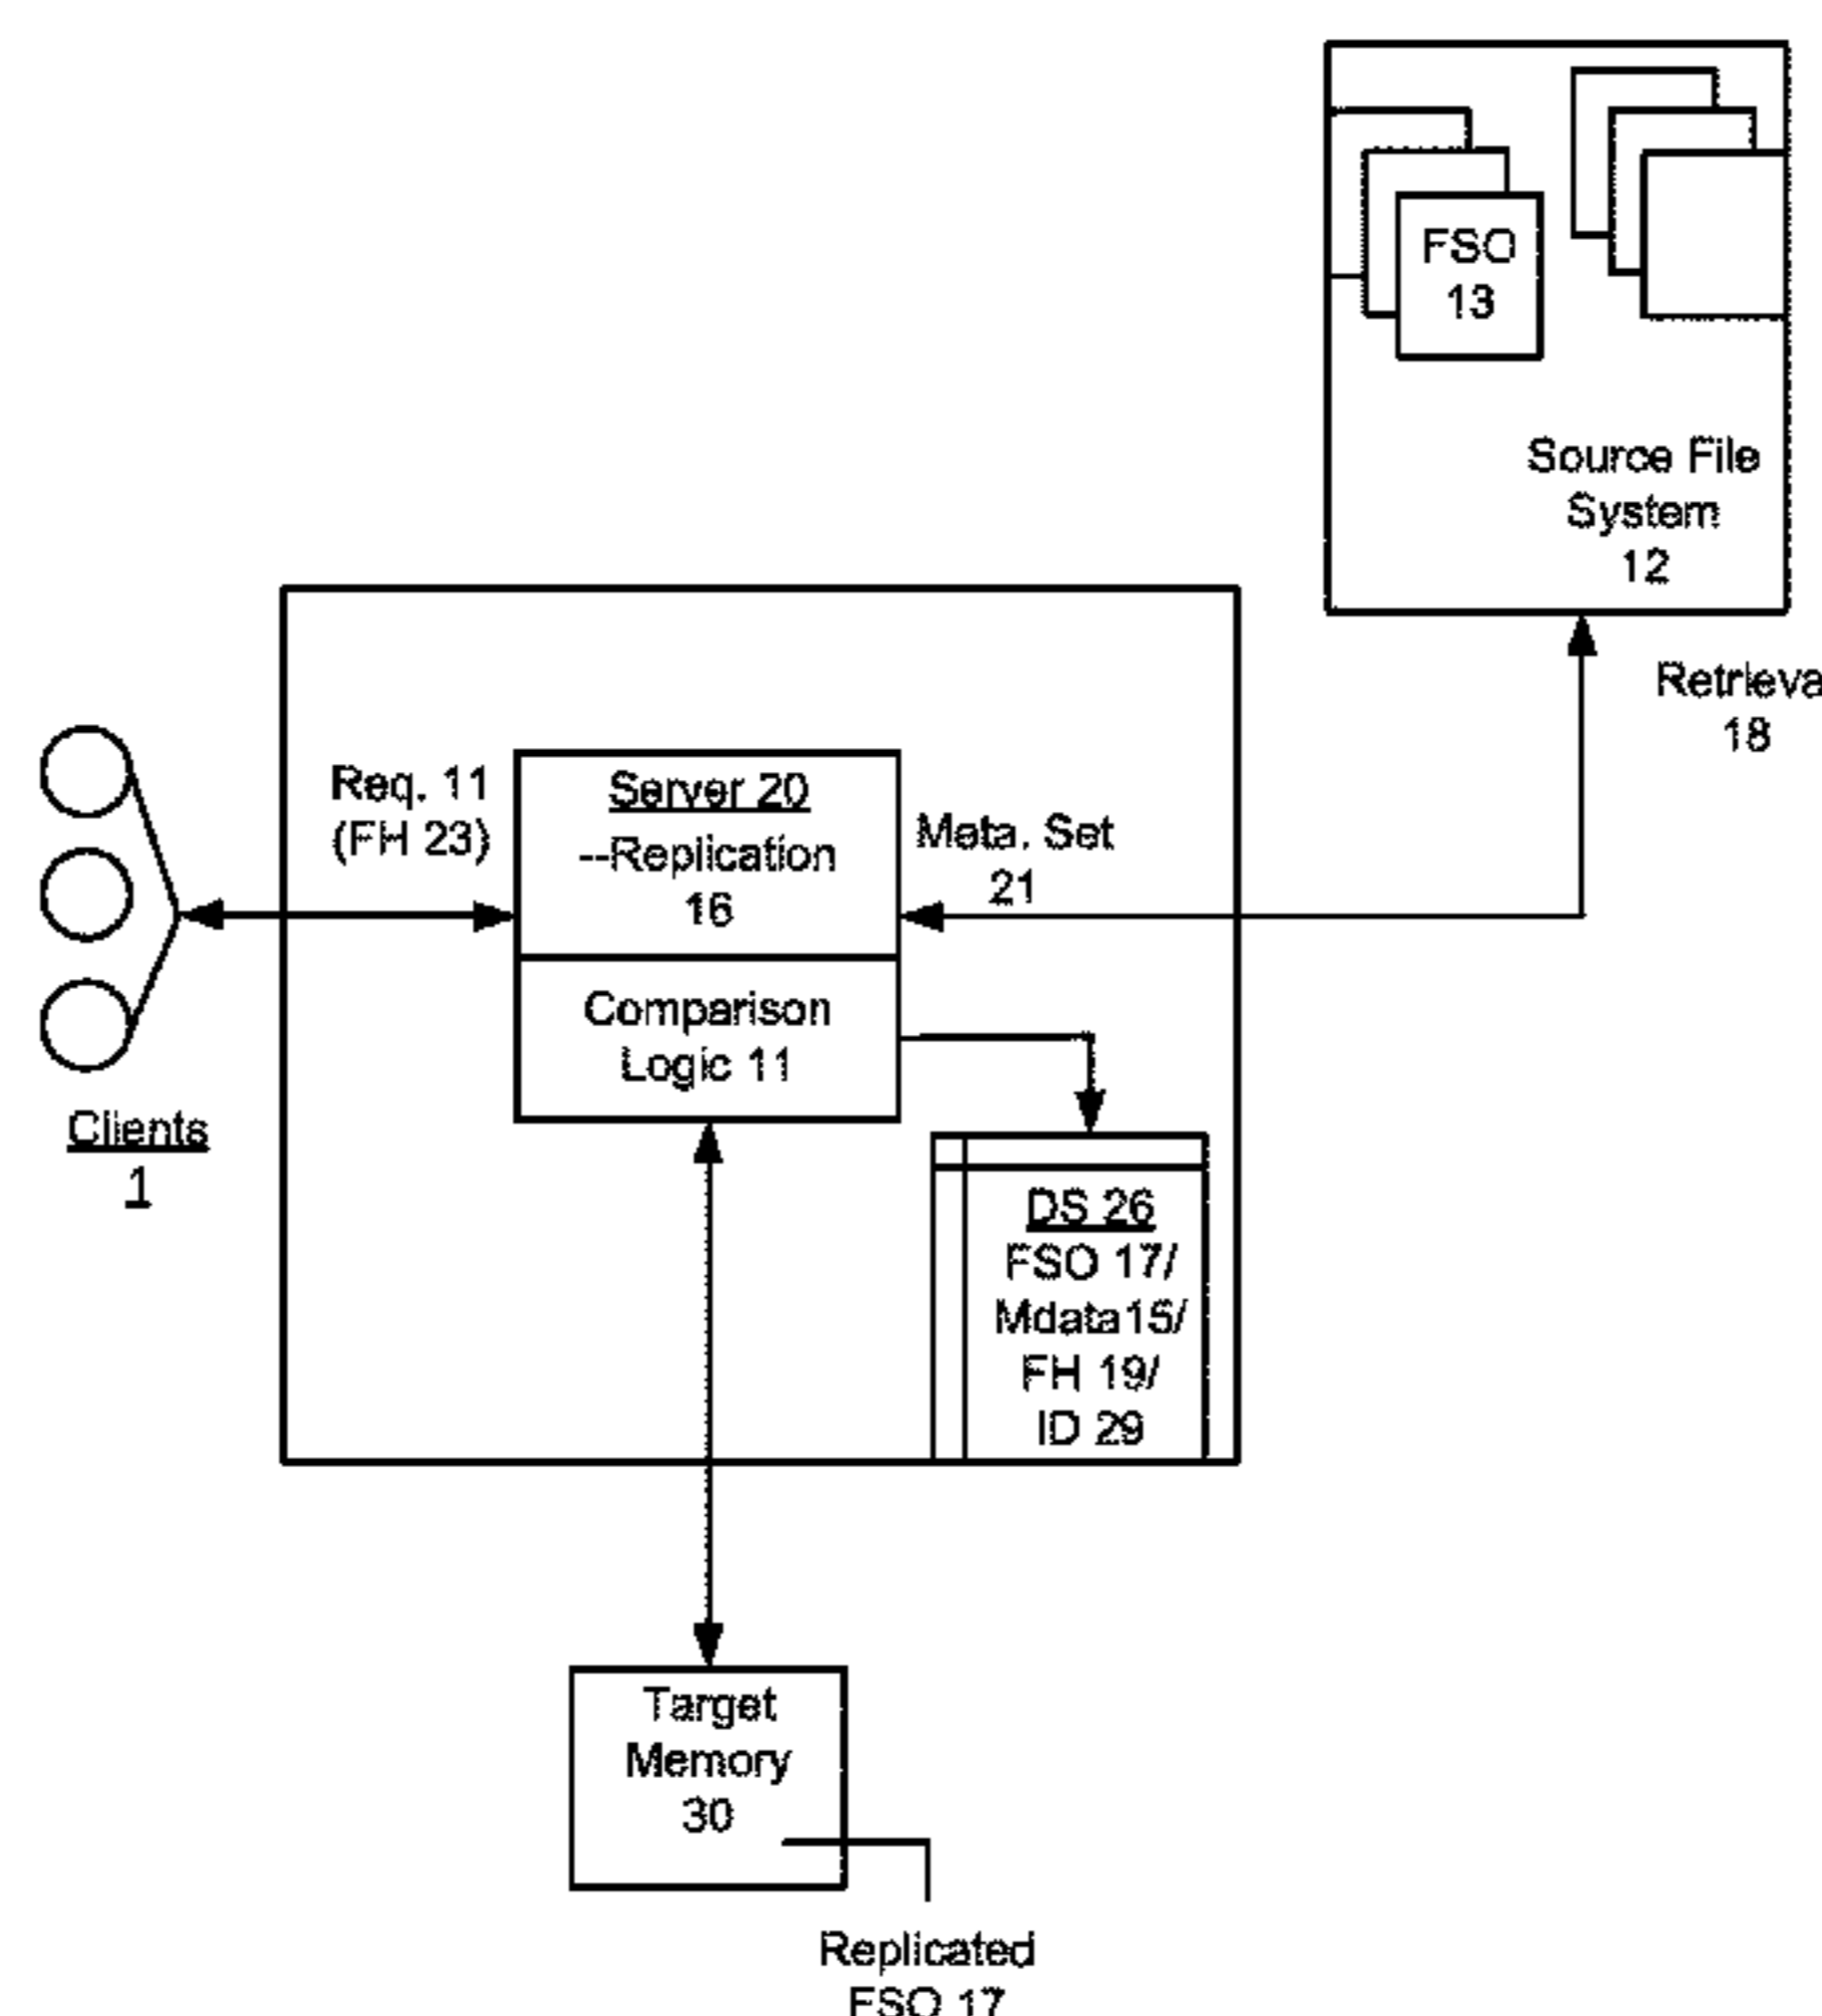 FSO
13
Source File
System
12
Retrieva
18
Req. 11
(FH 23)
Server 20
--Replication
16
Meta. Set
21
Comparison
Logic 11
Clients
1
DS 26
FSO 17/
Mdata15/
FH 19/
ID 29
Target
Memory
30
Replicated
FSO 17